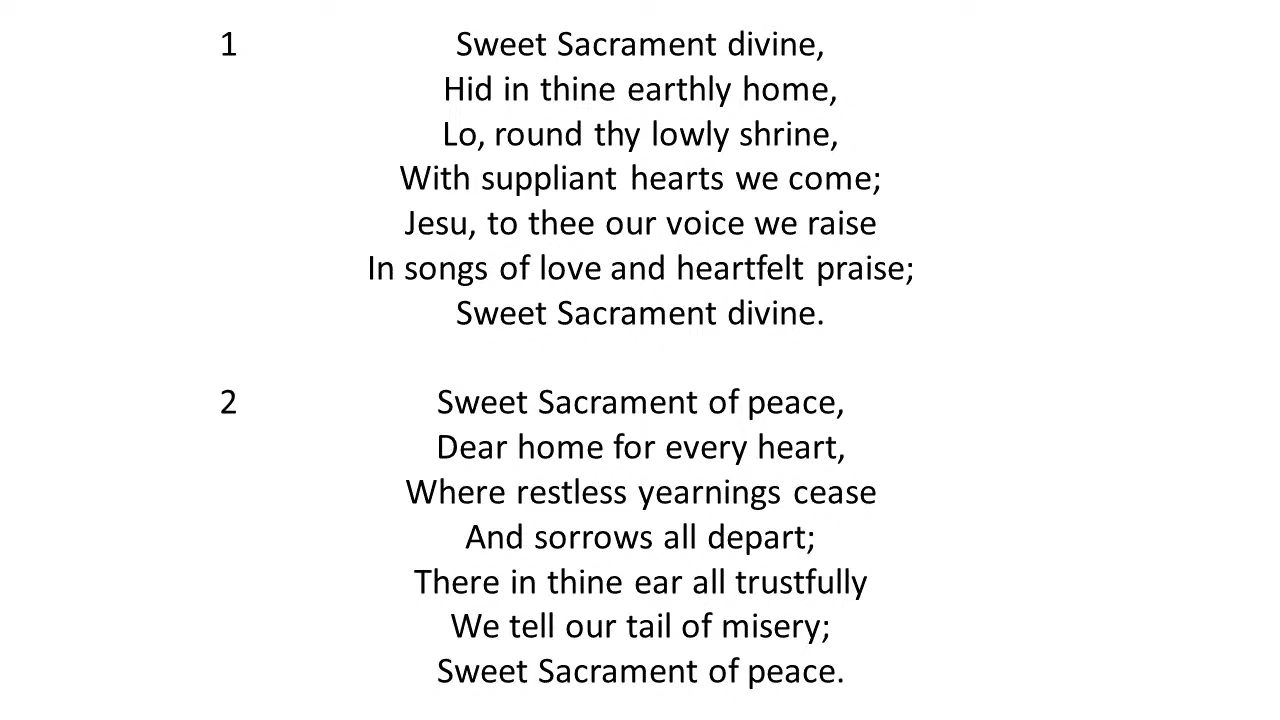 1 Sweet Sacrament divine,
Hid in thine earthly home,
Lo, round thy lowly shrine,
With suppliant hearts we come;
Jesu, to thee our voice we raise
In songs of love and heartfelt praise;
Sweet Sacrament divine.
2 Sweet Sacrament of peace,
Dear home for every heart,
Where restless yearnings cease
And sorrows all depart;
There in thine ear all trustfully
We tell our tail of misery;
Sweet Sacrament of peace.